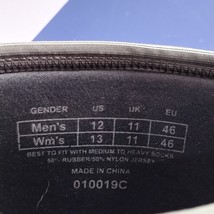 GENDER US UK EU
Men's 12 11 46
Wm's 13 11 46
BEST TO FIT WITH MEDIUM TO HEAVY SOCKS
50% RUBBER/50% NYLON JERSEY
MADE IN CHINA
010019C